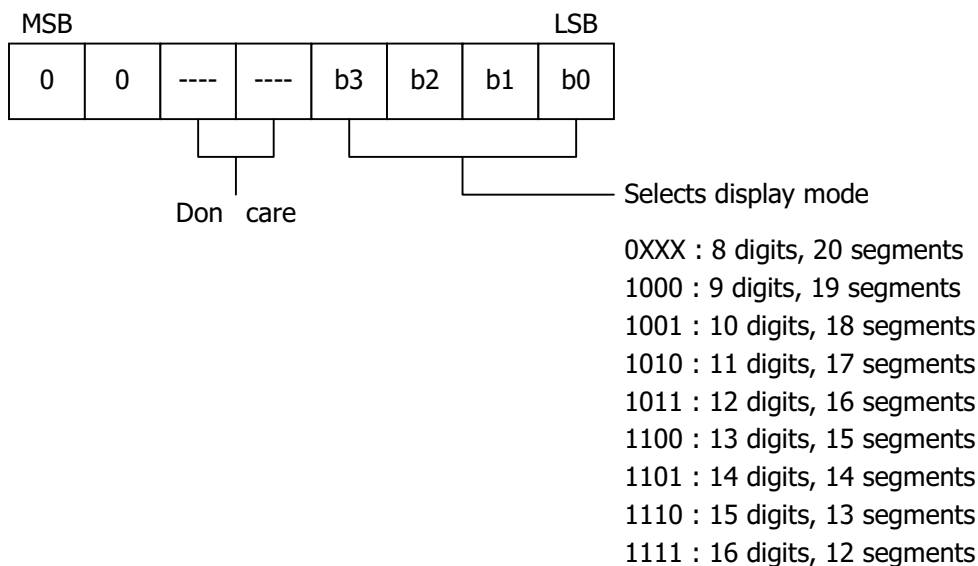 MSB LSB
0 0 ---- ---- b3 b2 b1 b0
Selects display mode
Don care
0XXX : 8 digits, 20 segments
1000 : 9 digits, 19 segments
1001 : 10 digits, 18 segments
1010 : 11 digits, 17 segments
1011 : 12 digits, 16 segments
1100 : 13 digits, 15 segments
1101 : 14 digits, 14 segments
1110 : 15 digits, 13 segments
1111 : 16 digits, 12 segments